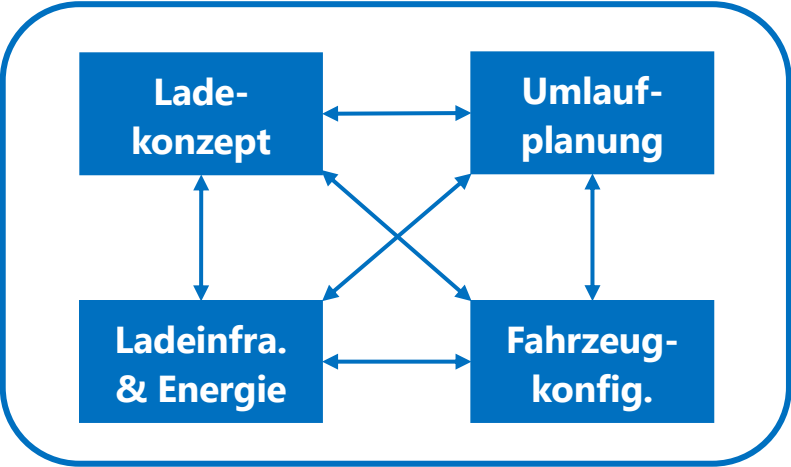 Lade-
konzept
Umlauf-
planung
Ladeinfra.
& Energie
Fahrzeug-
konfig.